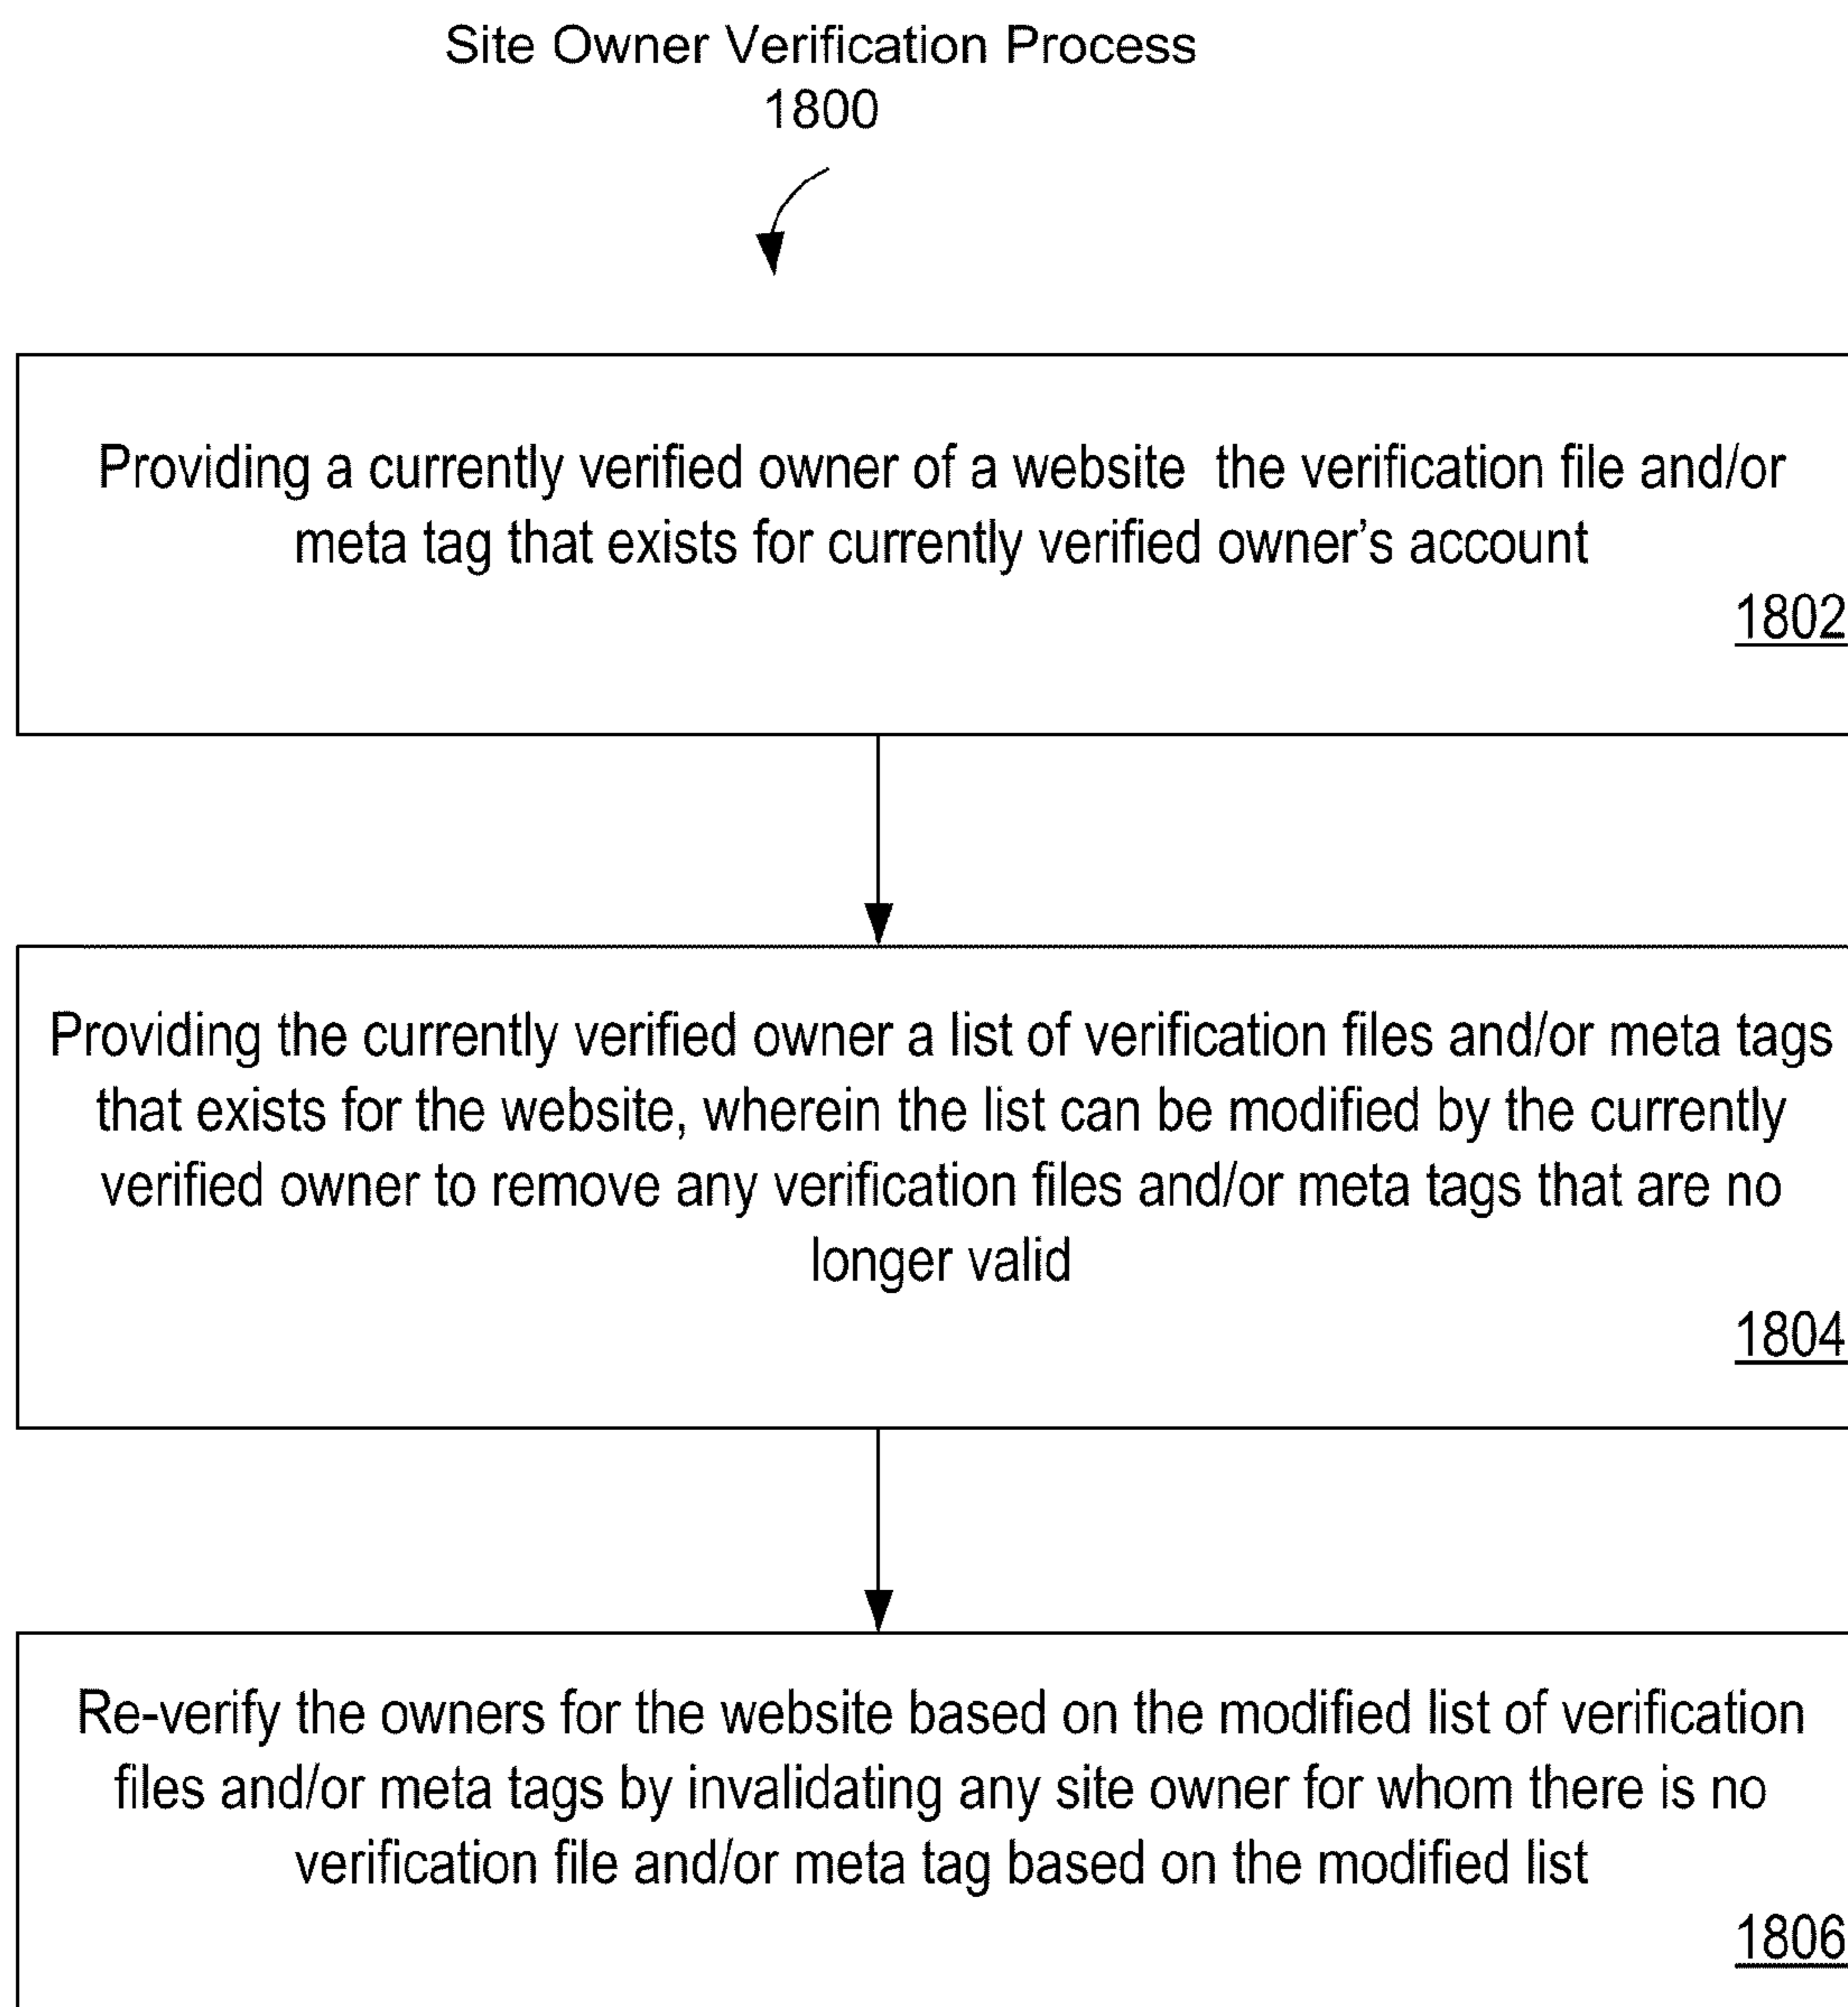 Site Owner Verification Process
1800
Providing a currently verified owner of a website the verification file and/or
meta tag that exists for currently verified owner’s account
1802
Providing the currently verified owner a list of verification files and/or meta tags
that exists for the website, wherein the list can be modified by the currently
verified owner to remove any verification files and/or meta tags that are no
longer valid
1804
Re-verify the owners for the website based on the modified list of verification
files and/or meta tags by invalidating any site owner for whom there is no
verification file and/or meta tag based on the modified list
1806